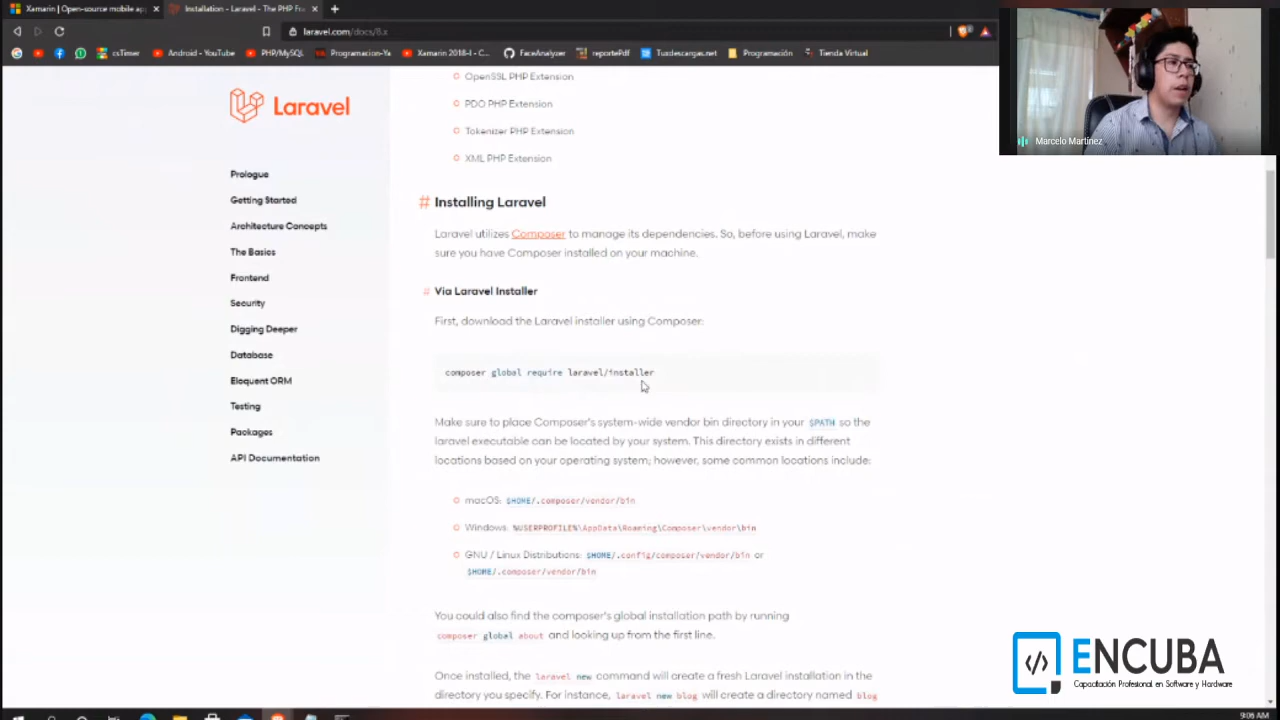 Xamarin | Open-source mobile ap
Installation - Laravel - The PHP Fra
laravel.com/docs/8.x
csTimer
Android - YouTube
PHP/MySQL
Programacion-Ya
Xamarin 2018-I - C...
FaceAnalyzer
reportePdf
Tusdescargas.net
Programación
Tienda Virtual
Marcelo Martínez
Laravel
Prologue
Getting Started
Architecture Concepts
The Basics
Frontend
Security
Digging Deeper
Database
Eloquent ORM
Testing
Packages
API Documentation
OpenSSL PHP Extension
PDO PHP Extension
Tokenizer PHP Extension
XML PHP Extension
# Installing Laravel
Laravel utilizes Composer to manage its dependencies. So, before using Laravel, make
sure you have Composer installed on your machine.
# Via Laravel Installer
First, download the Laravel installer using Composer:
composer global require laravel/installer
Make sure to place Composer's system-wide vendor bin directory in your $PATH so the
laravel executable can be located by your system. This directory exists in different
locations based on your operating system; however, some common locations include:
macOS: $HOME/.composer/vendor/bin
Windows: %USERPROFILE%\AppData\Roaming\Composer\vendor\bin
GNU / Linux Distributions: $HOME/.config/composer/vendor/bin or
$HOME/.composer/vendor/bin
You could also find the composer's global installation path by running
composer global about and looking up from the first line.
Once installed, the laravel new command will create a fresh Laravel installation in the
directory you specify. For instance, laravel new blog will create a directory named blog
</> ENCUBA
Capacitación Profesional en Software y Hardware
9:06 AM